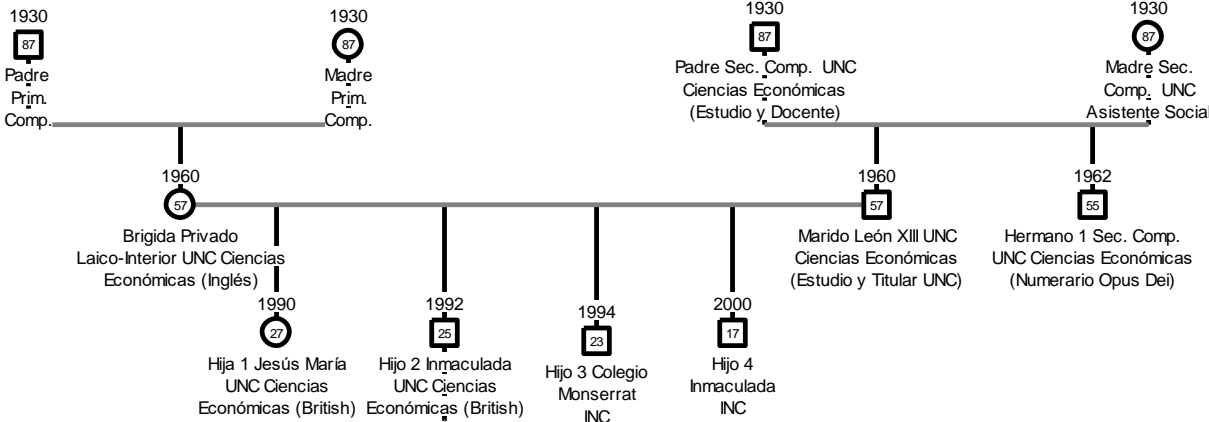 1930
87
Padre
Prim.
Comp.
1930
87
Madre
Prim.
Comp.
1930
87
Padre Sec. Comp. UNC
Ciencias Económicas
(Estudio y Docente)
1930
87
Madre Sec.
Comp. UNC
Asistente Social
1960
57
Brigida Privado
Laico-Interior UNC Ciencias
Económicas (Inglés)
1960
57
Marido León XIII UNC
Ciencias Económicas
(Estudio y Titular UNC)
1962
55
Hermano 1 Sec. Comp.
UNC Ciencias Económicas
(Numerario Opus Dei)
1990
27
Hija 1 Jesús María
UNC Ciencias
Económicas (British)
1992
25
Hijo 2 Inmaculada
UNC Ciencias
Económicas (British)
1994
23
Hijo 3 Colegio
Monserrat
INC
2000
17
Hijo 4
Inmaculada
INC